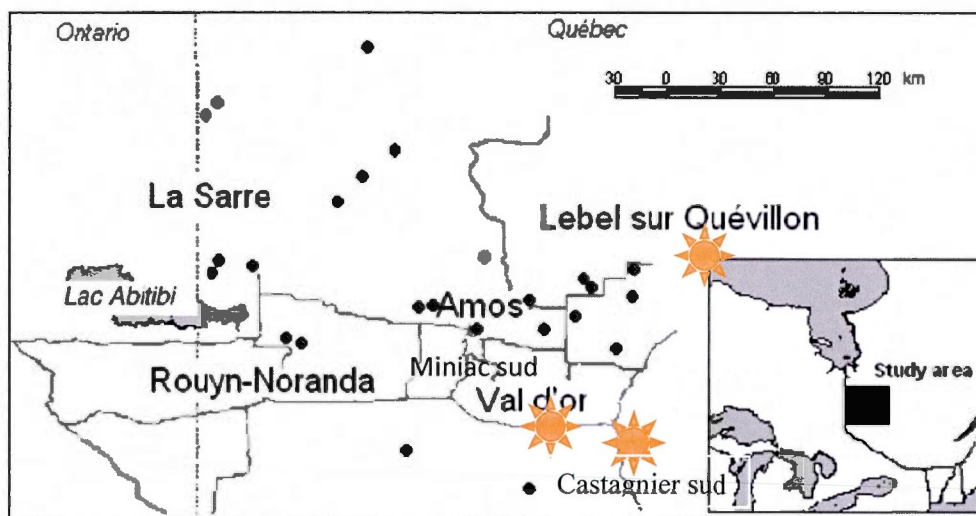 Ontario
Québec
30 0 30 60 90 120 km
La Sarre
Lebel sur Quévillon
Lac Abitibi
Amos
Miniac sud
Rouyn-Noranda
Val d'or
Study area
Castagnier sud